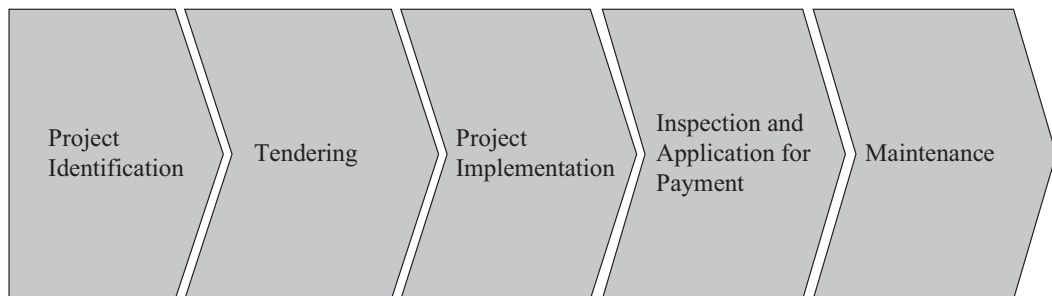 Project
Identification
Tendering
Project
Implementation
Inspection and
Application for
Payment
Maintenance